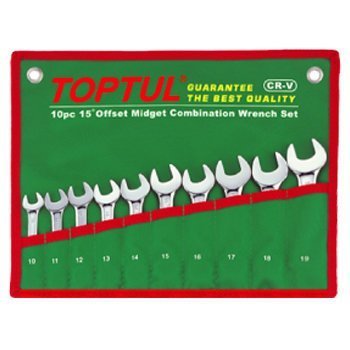 TOPTUL®
GUARANTEE
THE BEST QUALITY
CR-V
10pc 15° Offset Midget Combination Wrench Set
10 11 12 13 14 15 16 17 18 19